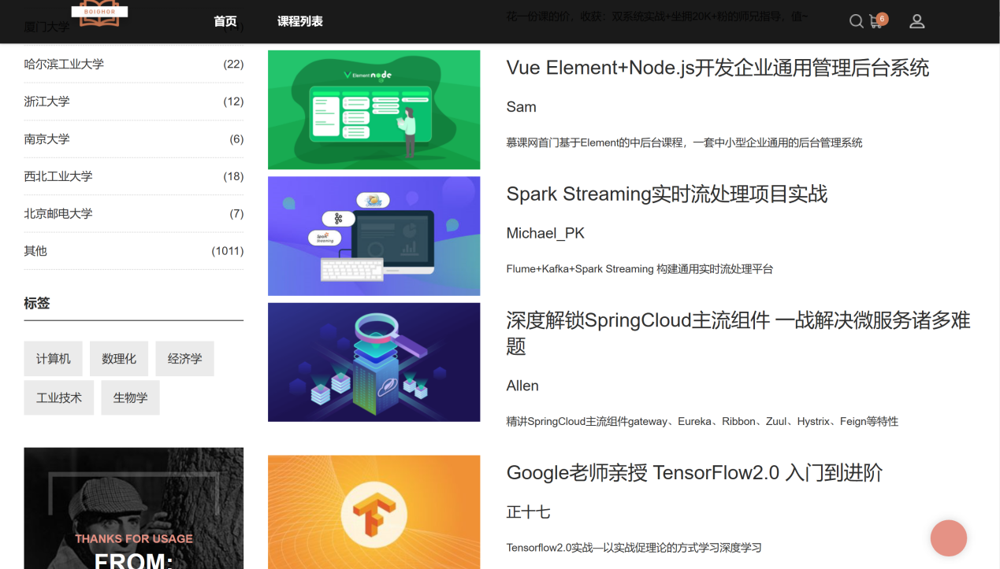 BOIGHOR
首页
课程列表
花一份课的价，收获：双系统实战+坐拥20K+粉的师兄指导，值~
6
厦门大学
哈尔滨工业大学 (22)
浙江大学 (12)
南京大学 (6)
西北工业大学 (18)
北京邮电大学 (7)
其他 (1011)
标签
计算机 数理化 经济学
工业技术 生物学
THANKS FOR USAGE
FROM:
Element node
Vue Element+Node.js开发企业通用管理后台系统
Sam
慕课网首门基于Element的中后台课程，一套中小型企业通用的后台管理系统
Spark Streaming
Spark Streaming实时流处理项目实战
Michael_PK
Flume+Kafka+Spark Streaming 构建通用实时流处理平台
深度解锁SpringCloud主流组件 一战解决微服务诸多难
题
Allen
精讲SpringCloud主流组件gateway、Eureka、Ribbon、Zuul、Hystrix、Feign等特性
Google老师亲授 TensorFlow2.0 入门到进阶
正十七
Tensorflow2.0实战—以实战促理论的方式学习深度学习